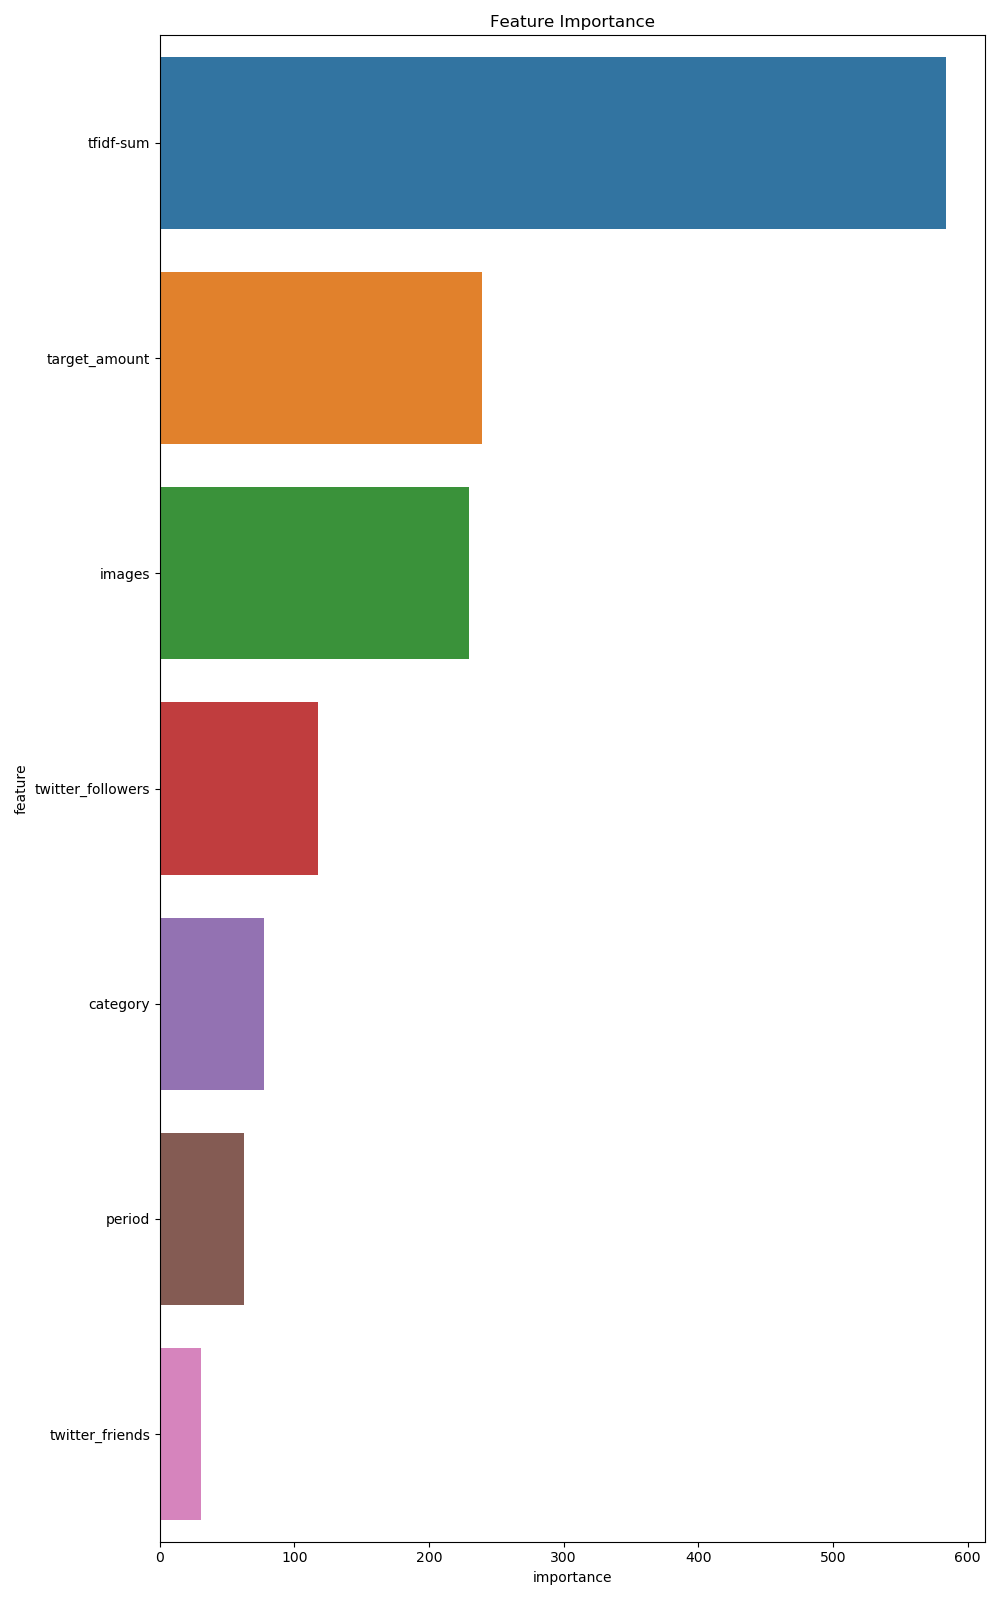 Feature Importance
tfidf-sum
target_amount
images
twitter_followers
category
period
twitter_friends
feature
0 100 200 300 400 500 600
importance